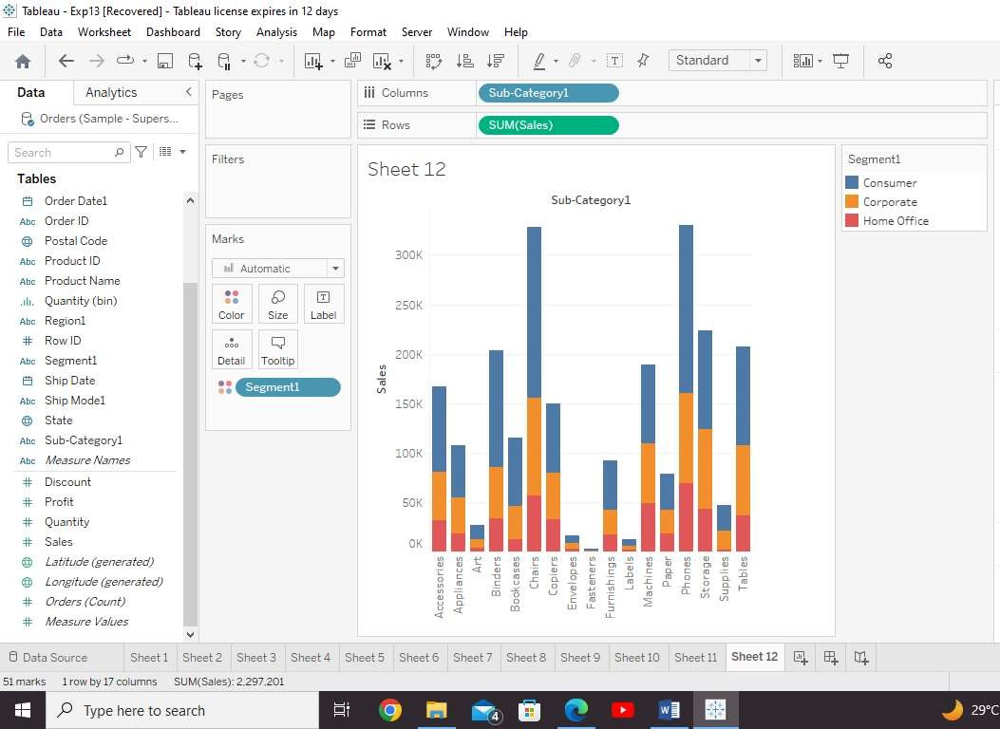 Tableau - Exp13 [Recovered] - Tableau license expires in 12 days
File Data Worksheet Dashboard Story Analysis Map Format Server Window Help
Standard
Data Analytics
Orders (Sample - Supers...
Search
Tables
Order Date1
Abc Order ID
Postal Code
Abc Product ID
Abc Product Name
Quantity (bin)
Abc Region1
# Row ID
Abc Segment1
Ship Date
Abc Ship Mode1
State
Abc Sub-Category1
Abc Measure Names
# Discount
# Profit
# Quantity
# Sales
Latitude (generated)
Longitude (generated)
# Orders (Count)
# Measure Values
Pages
Filters
Marks
Automatic
Color Size Label
Detail Tooltip
Segment1
Columns Sub-Category1
Rows SUM(Sales)
Sheet 12
Sub-Category1
300K
250K
200K
150K
100K
50K
0K
Sales
Accessories
Appliances
Art
Binders
Bookcases
Chairs
Copiers
Envelopes
Fasteners
Furnishings
Labels
Machines
Paper
Phones
Storage
Supplies
Tables
Segment1
Consumer
Corporate
Home Office
Data Source Sheet 1 Sheet 2 Sheet 3 Sheet 4 Sheet 5 Sheet 6 Sheet 7 Sheet 8 Sheet 9 Sheet 10 Sheet 11 Sheet 12
51 marks 1 row by 17 columns SUM(Sales): 2,297,201
Type here to search 4 29°C